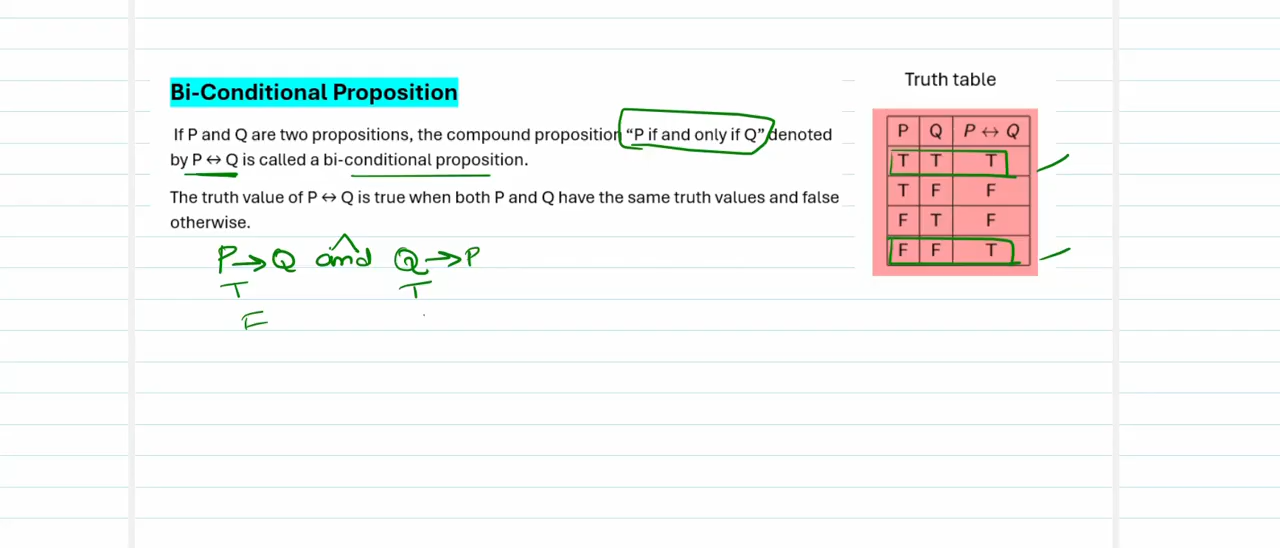 Bi-Conditional Proposition
If P and Q are two propositions, the compound proposition “P if and only if Q” denoted
by P ↔ Q is called a bi-conditional proposition.
The truth value of P ↔ Q is true when both P and Q have the same truth values and false
otherwise.
P → Q and Q → P
∧
T T
F
Truth table
P Q P ↔ Q
T T T
T F F
F T F
F F T